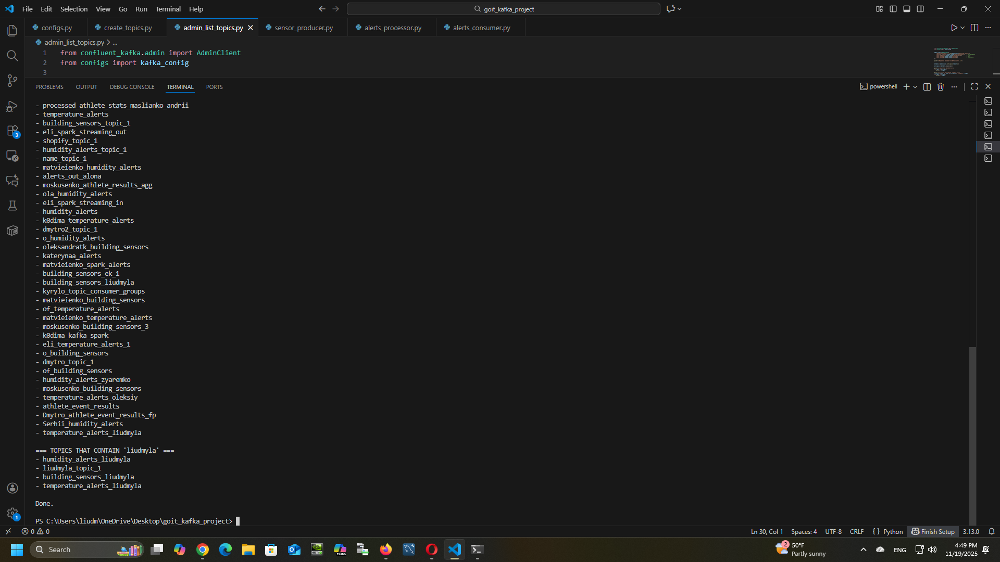 File Edit Selection View Go Run Terminal Help
goit_kafka_project
configs.py create_topics.py admin_list_topics.py sensor_producer.py alerts_processor.py alerts_consumer.py
admin_list_topics.py > ...
1 from confluent_kafka.admin import AdminClient
2 from configs import kafka_config
3
PROBLEMS OUTPUT DEBUG CONSOLE TERMINAL PORTS
powershell
- processed_athlete_stats_maslianko_andrii
- temperature_alerts
- building_sensors_topic_1
- eli_spark_streaming_out
- shopify_topic_1
- humidity_alerts_topic_1
- name_topic_1
- matvieienko_humidity_alerts
- alerts_out_alona
- moskusenko_athlete_results_agg
- ola_humidity_alerts
- eli_spark_streaming_in
- humidity_alerts
- k0dima_temperature_alerts
- dmytro2_topic_1
- o_humidity_alerts
- oleksandratk_building_sensors
- katerynaa_alerts
- matvieienko_spark_alerts
- building_sensors_ek_1
- building_sensors_liudmyla
- kyrylo_topic_consumer_groups
- matvieienko_building_sensors
- of_temperature_alerts
- matvieienko_temperature_alerts
- moskusenko_building_sensors_3
- k0dima_kafka_spark
- eli_temperature_alerts_1
- o_building_sensors
- dmytro_topic_1
- of_building_sensors
- humidity_alerts_zyaremko
- moskusenko_building_sensors
- temperature_alerts_oleksiy
- athlete_event_results
- Dmytro_athlete_event_results_fp
- Serhii_humidity_alerts
- temperature_alerts_liudmyla
=== TOPICS THAT CONTAIN 'liudmyla' ===
- humidity_alerts_liudmyla
- liudmyla_topic_1
- building_sensors_liudmyla
- temperature_alerts_liudmyla
Done.
PS C:\Users\liudm\OneDrive\Desktop\goit_kafka_project>
3
1
0 0
Ln 30, Col 1 Spaces: 4 UTF-8 CRLF { } Python Finish Setup 3.13.0
Search
M365
2
50°F
Partly sunny
ENG
4:49 PM
11/19/2025